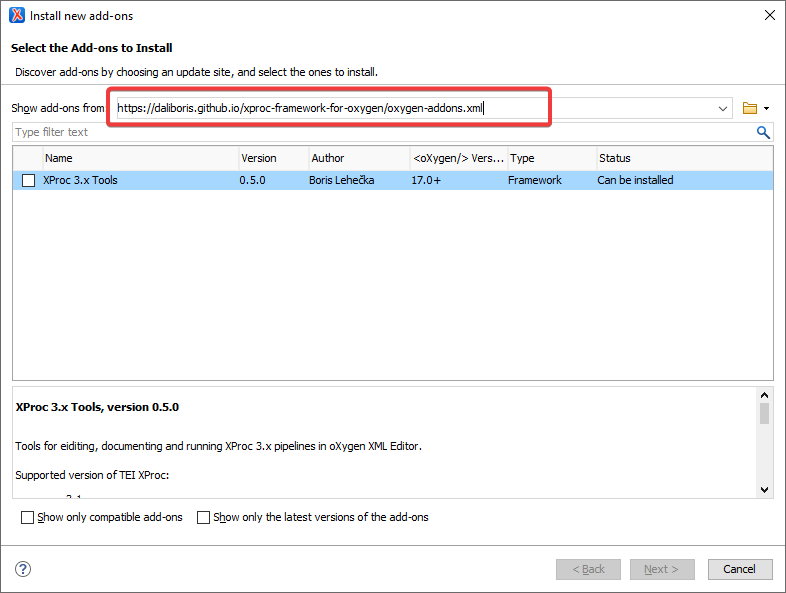 Install new add-ons
Select the Add-ons to Install
Discover add-ons by choosing an update site, and select the ones to install.
Show add-ons from: https://daliboris.github.io/xproc-framework-for-oxygen/oxygen-addons.xml
Type filter text
Name Version Author <oXygen/> Vers... Type Status
XProc 3.x Tools 0.5.0 Boris Lehečka 17.0+ Framework Can be installed
XProc 3.x Tools, version 0.5.0
Tools for eiditing, documenting and running XProc 3.x pipelines in oXygen XML Editor.
Supported version of TEI XProc:
Show only compatible add-ons Show only the latest versions of the add-ons
? < Back Next > Cancel